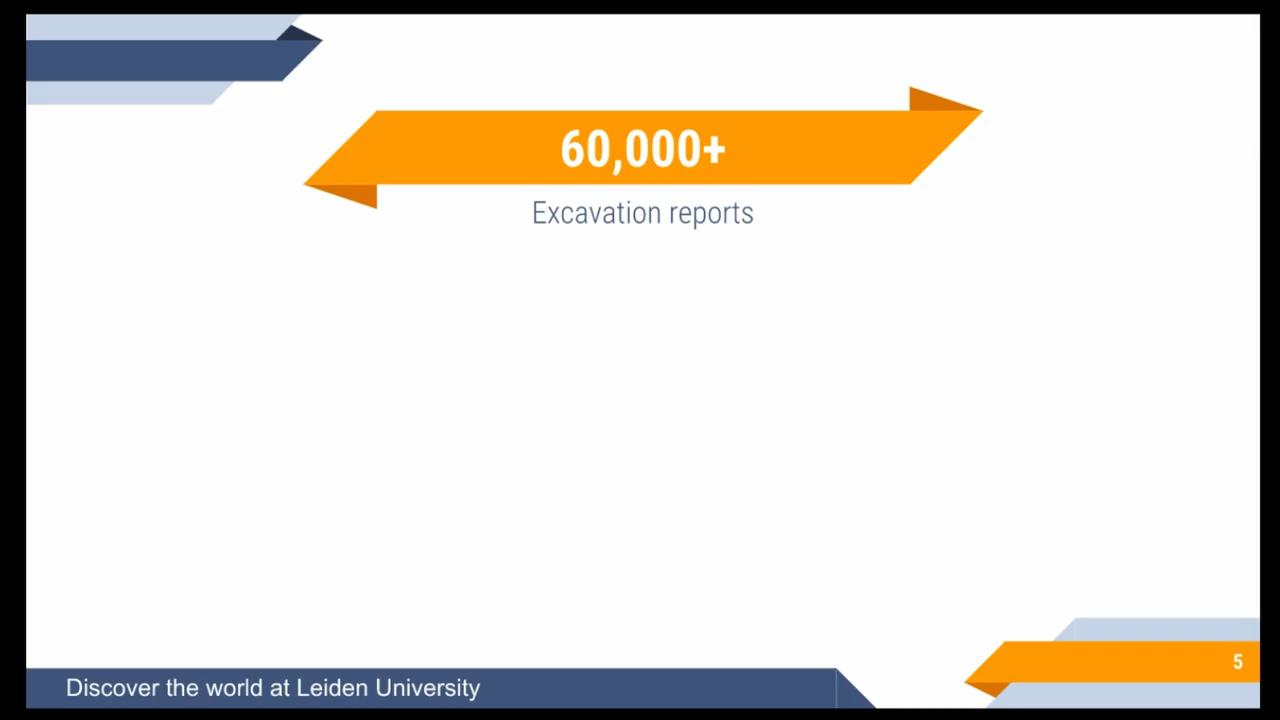 60,000+
Excavation reports
5
Discover the world at Leiden University